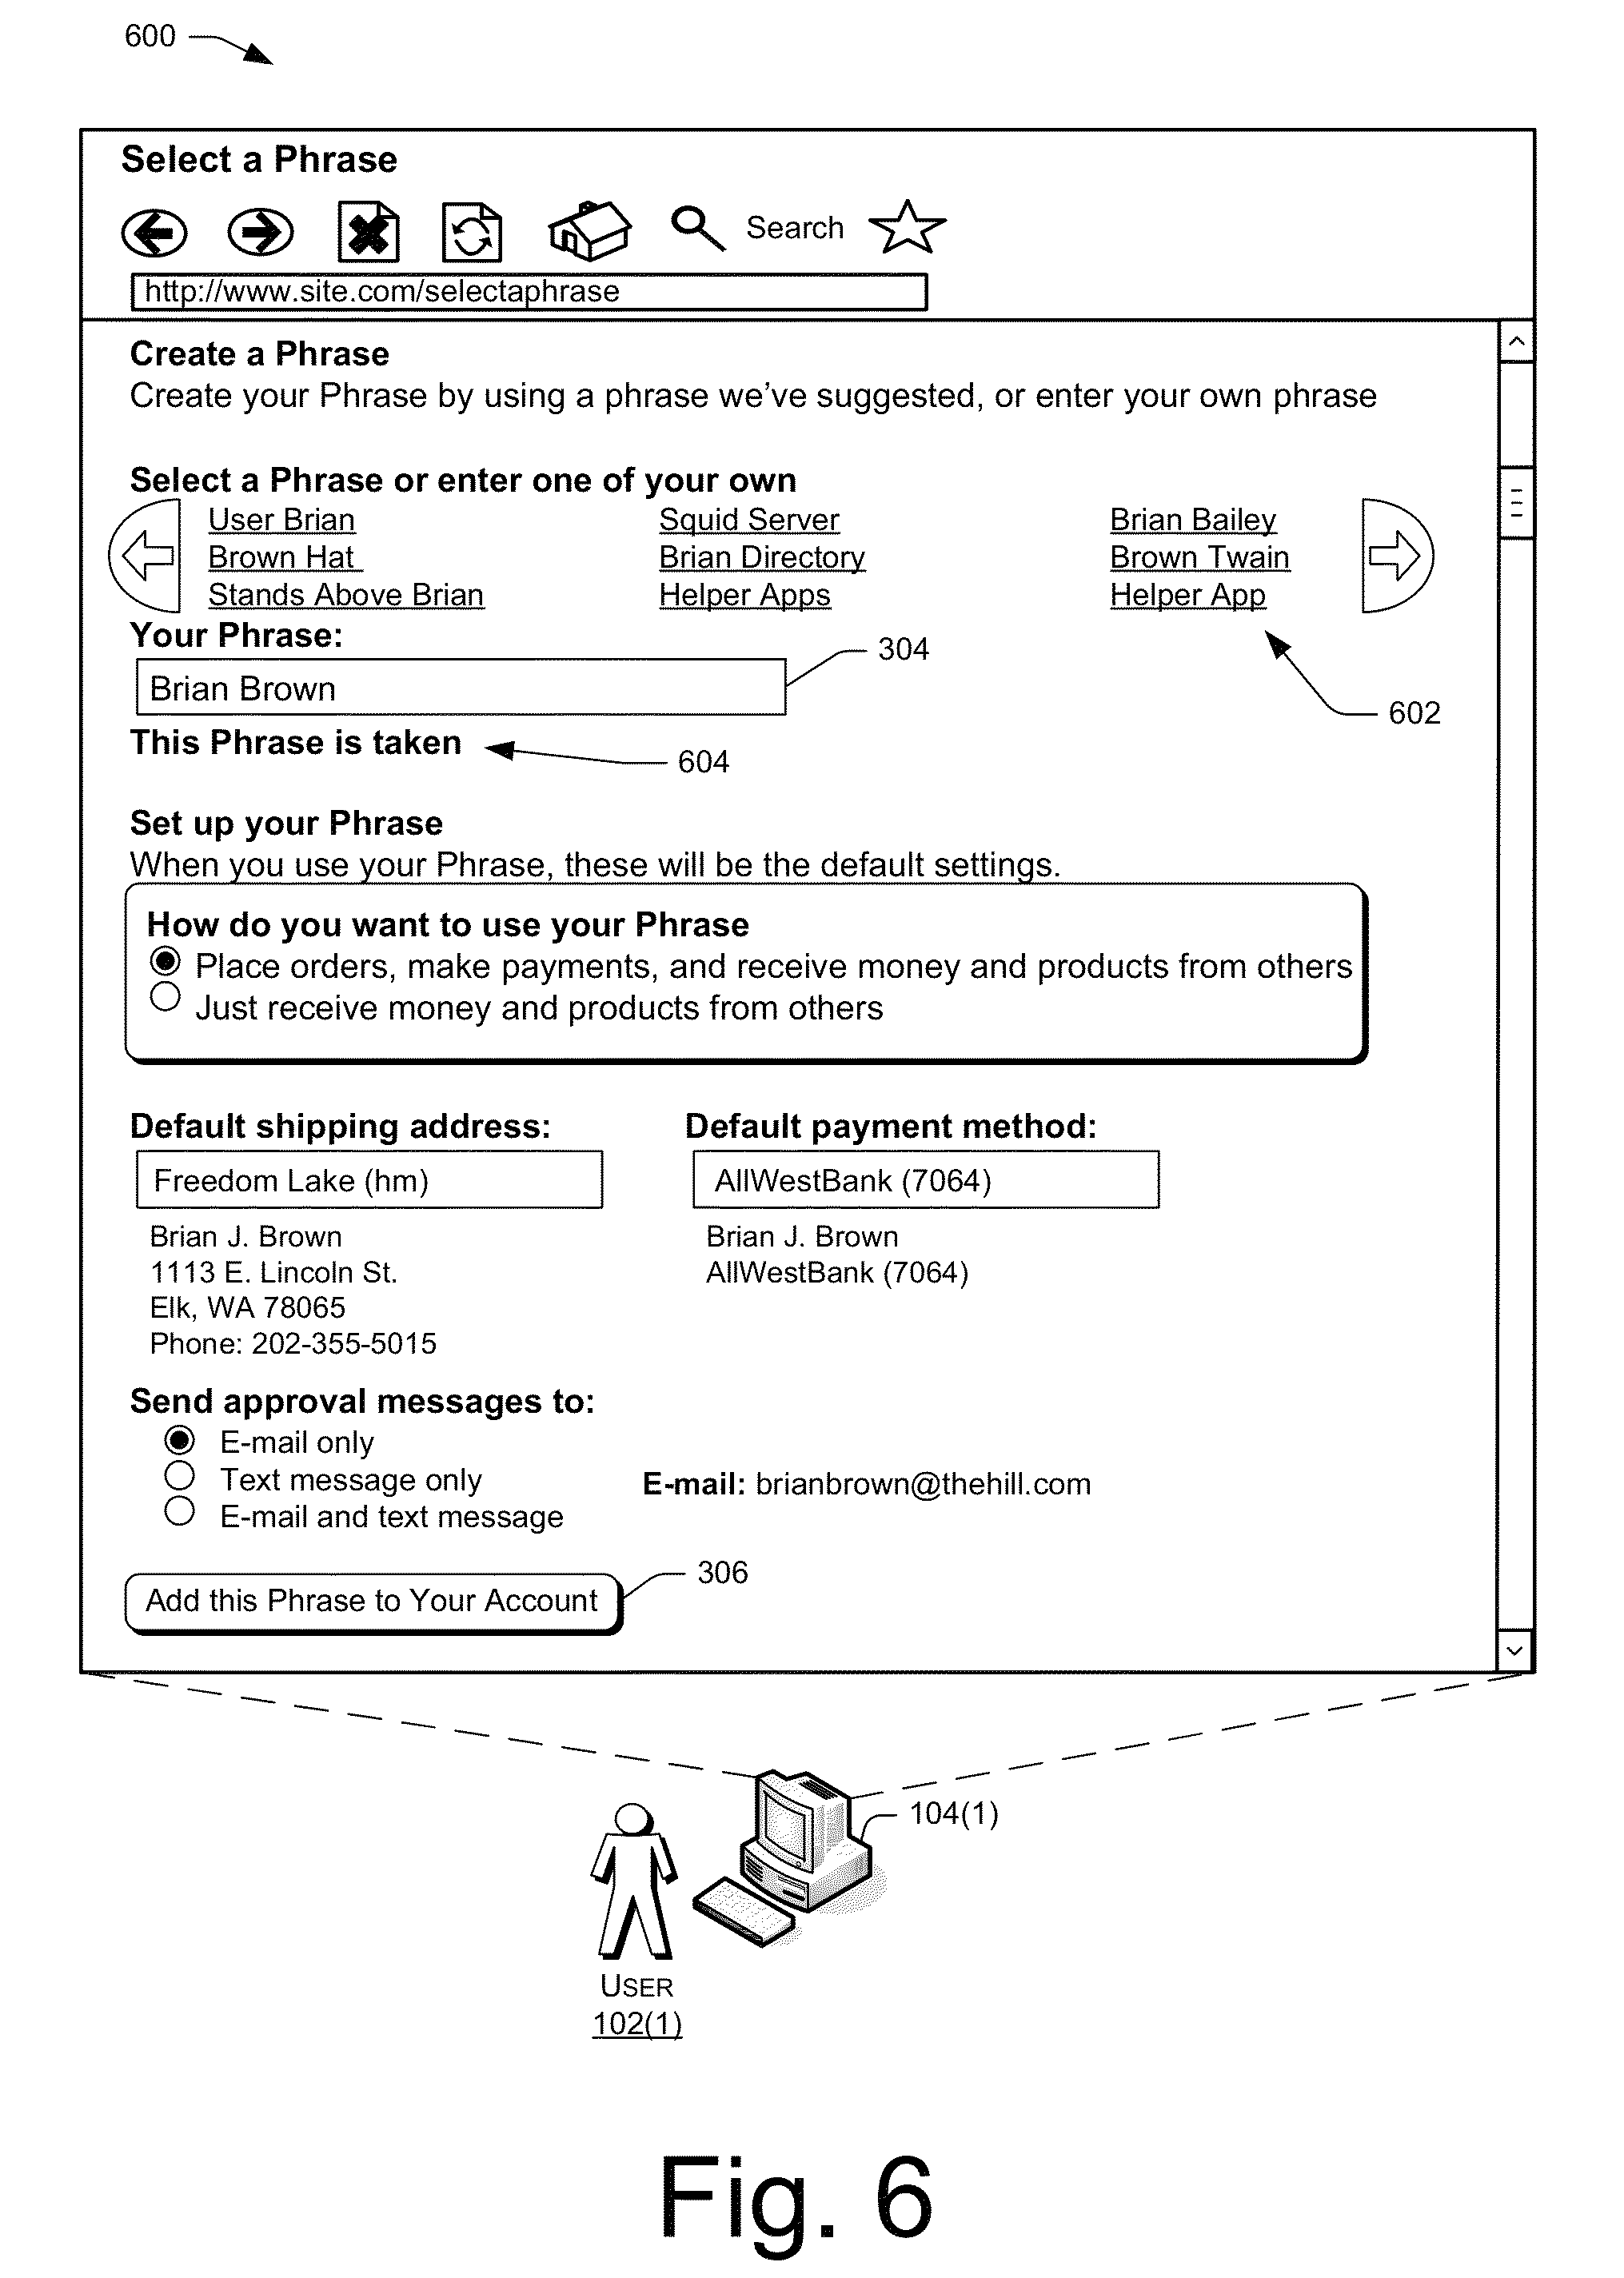 600
Select a Phrase
Search
http://www.site.com/selectaphrase
Create a Phrase
Create your Phrase by using a phrase we've suggested, or enter your own phrase
Select a Phrase or enter one of your own
User Brian Squid Server Brian Bailey
Brown Hat Brian Directory Brown Twain
Stands Above Brian Helper Apps Helper App
Your Phrase:
304
Brian Brown
602
This Phrase is taken
604
Set up your Phrase
When you use your Phrase, these will be the default settings.
How do you want to use your Phrase
Place orders, make payments, and receive money and products from others
Just receive money and products from others
Default shipping address: Default payment method:
Freedom Lake (hm) AllWestBank (7064)
Brian J. Brown Brian J. Brown
1113 E. Lincoln St. AllWestBank (7064)
Elk, WA 78065
Phone: 202-355-5015
Send approval messages to:
E-mail only
Text message only E-mail: brianbrown@thehill.com
E-mail and text message
306
Add this Phrase to Your Account
104(1)
USER
102(1)
Fig. 6